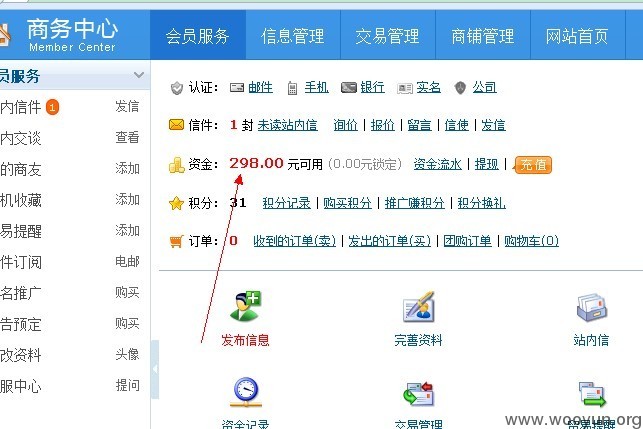 商务中心
Member Center
会员服务 信息管理 交易管理 商铺管理 网站首页
员服务
内信件 1 发信
内交谈 查看
的商友 添加
机收藏 添加
易提醒 添加
件订阅 电邮
名推广 购买
告预定 购买
改资料 头像
服中心 提问
认证: 邮件 手机 银行 实名 公司
信件: 1 封 未读站内信 询价 | 报价 | 留言 | 信使 | 发信
资金: 298.00 元可用 (0.00元锁定) 资金流水 | 提现 | 充值
积分: 31 积分记录 | 购买积分 | 推广赚积分 | 积分换礼
订单: 0 收到的订单(卖) | 发出的订单(买) | 团购订单 | 购物车(0)
发布信息 完善资料 站内信
资金记录 交易管理 贸易提醒
www.wooyun.org